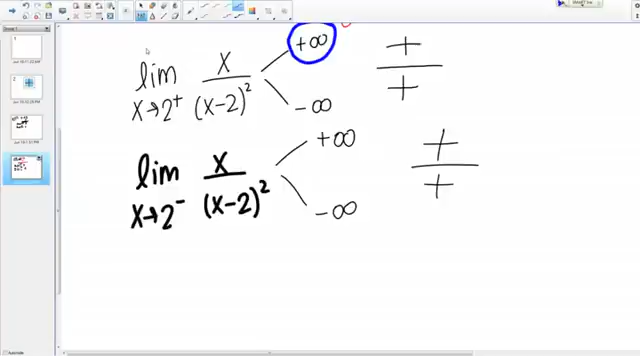 lim x→2⁺ x/(x-2)² +∞ -∞ +/+
lim x→2⁻ x/(x-2)² +∞ -∞ +/+